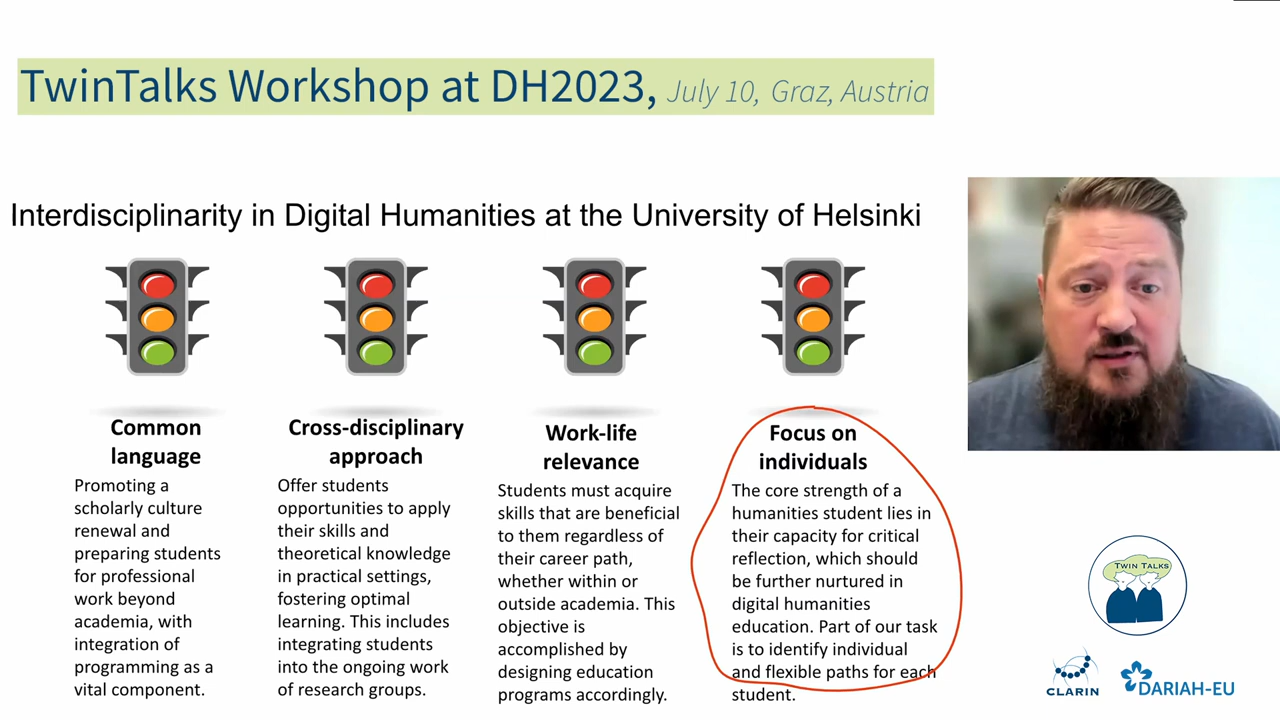 TwinTalks Workshop at DH2023, July 10, Graz, Austria
Interdisciplinarity in Digital Humanities at the University of Helsinki
Common
language
Promoting a
scholarly culture
renewal and
preparing students
for professional
work beyond
academia, with
integration of
programming as a
vital component.
Cross-disciplinary
approach
Offer students
opportunities to apply
their skills and
theoretical knowledge
in practical settings,
fostering optimal
learning. This includes
integrating students
into the ongoing work
of research groups.
Work-life
relevance
Students must acquire
skills that are beneficial
to them regardless of
their career path,
whether within or
outside academia. This
objective is
accomplished by
designing education
programs accordingly.
Focus on
individuals
The core strength of a
humanities student lies in
their capacity for critical
reflection, which should
be further nurtured in
digital humanities
education. Part of our task
is to identify individual
and flexible paths for each
student.
TWIN TALKS
CLARIN
DARIAH-EU